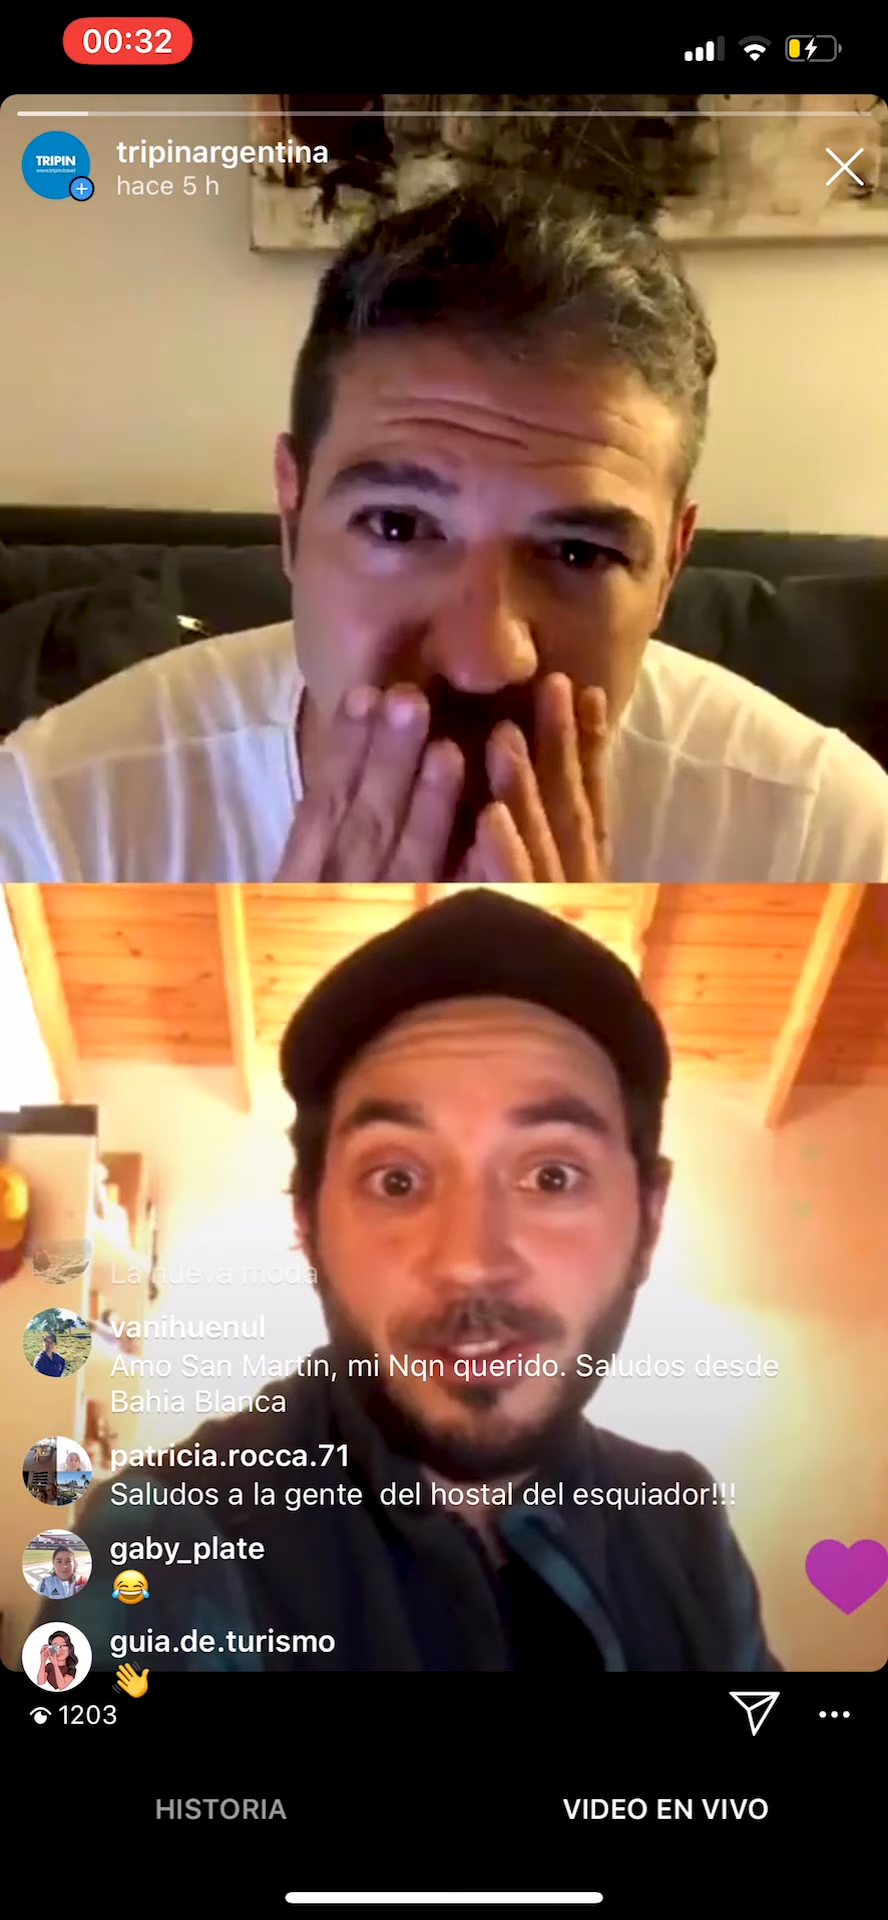 00:32
TRIPIN
tripinargentina
hace 5 h
La nueva moda
vanihuenul
Amo San Martin, mi Nqn querido. Saludos desde
Bahia Blanca
patricia.rocca.71
Saludos a la gente  del hostal del esquiador!!!
gaby_plate
😂
guia.de.turismo
👋
1203
HISTORIA
VIDEO EN VIVO